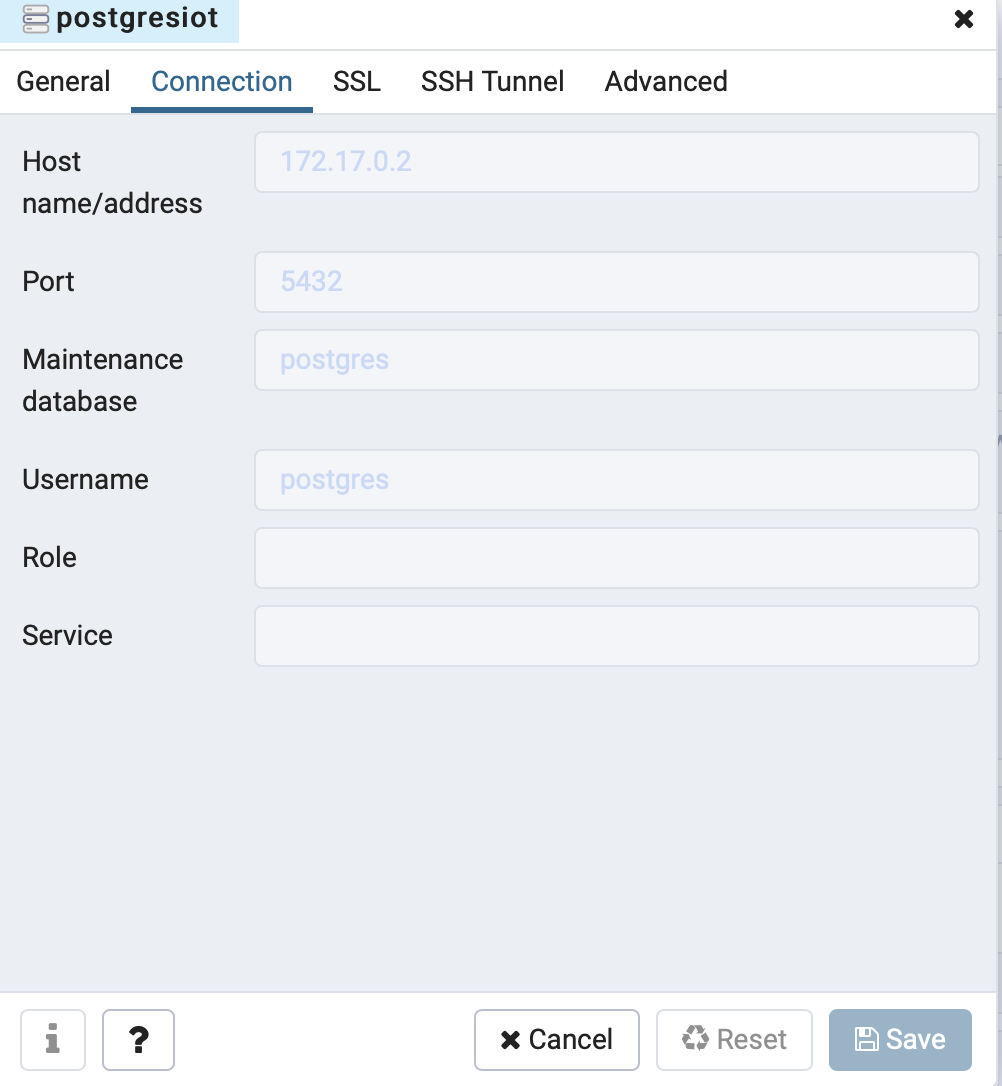 postgresiot
General Connection SSL SSH Tunnel Advanced
Host name/address
172.17.0.2
Port
5432
Maintenance database
postgres
Username
postgres
Role
Service
i ? Cancel Reset Save